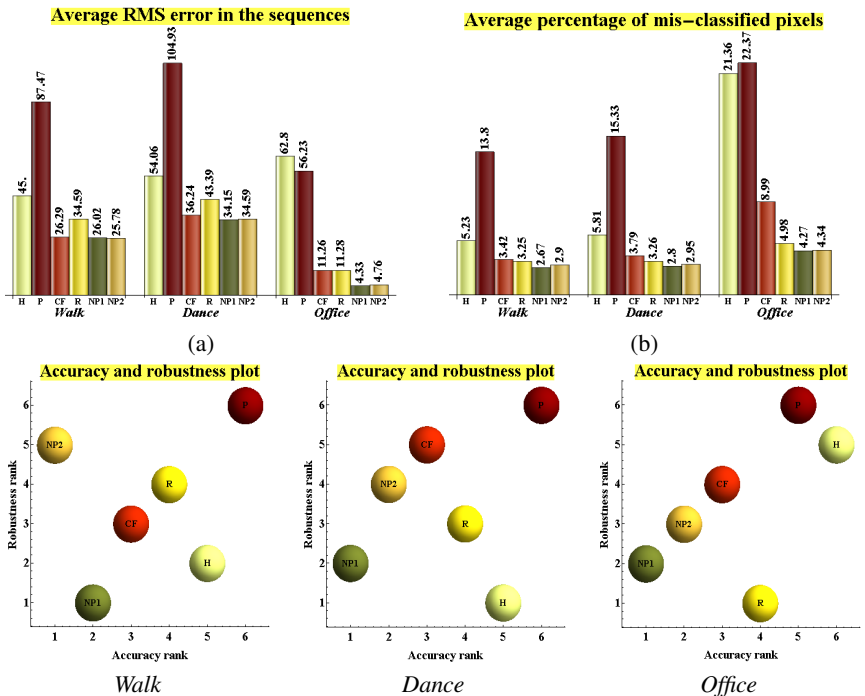 Average RMS error in the sequences
45. 87.47 26.29 34.59 26.02 25.78 54.06 104.93 36.24 43.39 34.15 34.59 62.8 56.23 11.26 11.28 4.33 4.76
H P CF R NP1 NP2 H P CF R NP1 NP2 H P CF R NP1 NP2
Walk Dance Office
(a)
Average percentage of mis-classified pixels
5.23 13.8 3.42 3.25 2.67 2.9 5.81 15.33 3.79 3.26 2.8 2.95 21.36 22.37 8.99 4.98 4.27 4.34
H P CF R NP1 NP2 H P CF R NP1 NP2 H P CF R NP1 NP2
Walk Dance Office
(b)
Accuracy and robustness plot
Robustness rank
6
5
4
3
2
1
P
NP2
R
CF
H
NP1
1 2 3 4 5 6
Accuracy rank
Walk
Accuracy and robustness plot
Robustness rank
6
5
4
3
2
1
P
CF
NP2
R
NP1
H
1 2 3 4 5 6
Accuracy rank
Dance
Accuracy and robustness plot
Robustness rank
6
5
4
3
2
1
P
H
CF
NP2
NP1
R
1 2 3 4 5 6
Accuracy rank
Office